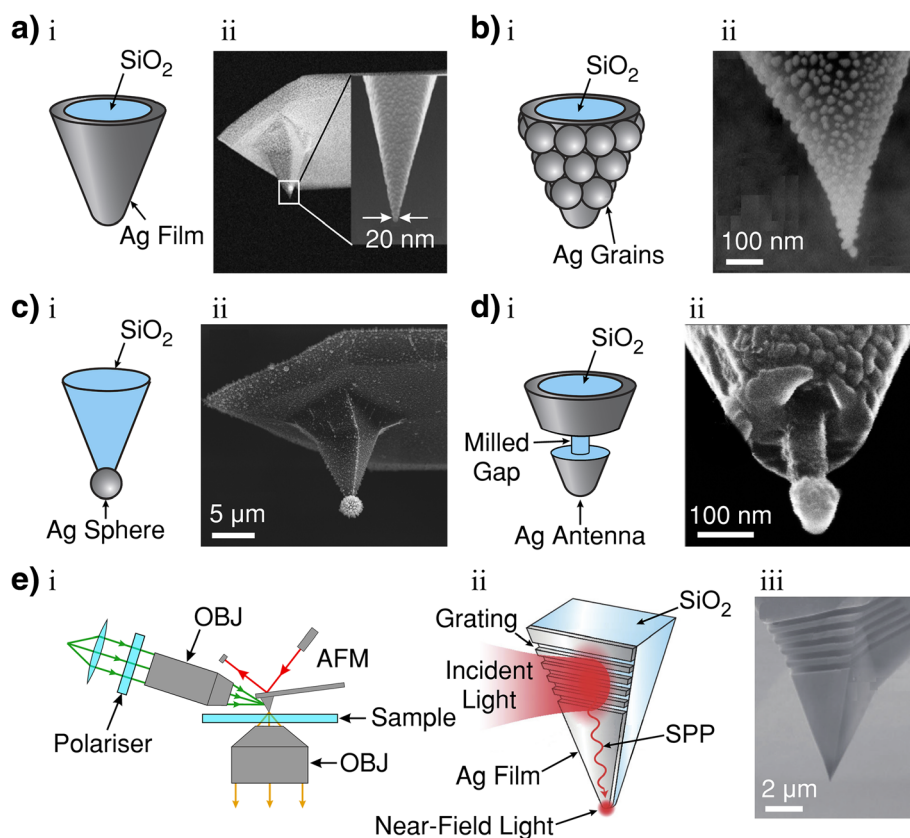 a) i
ii
SiO2
Ag Film
20 nm
b) i
ii
SiO2
Ag Grains
100 nm
c) i
ii
SiO2
Ag Sphere
5 µm
d) i
ii
SiO2
Milled
Gap
Ag Antenna
100 nm
e) i
OBJ
AFM
Polariser
Sample
OBJ
ii
Grating
SiO2
Incident
Light
SPP
Ag Film
Near-Field Light
iii
2 µm